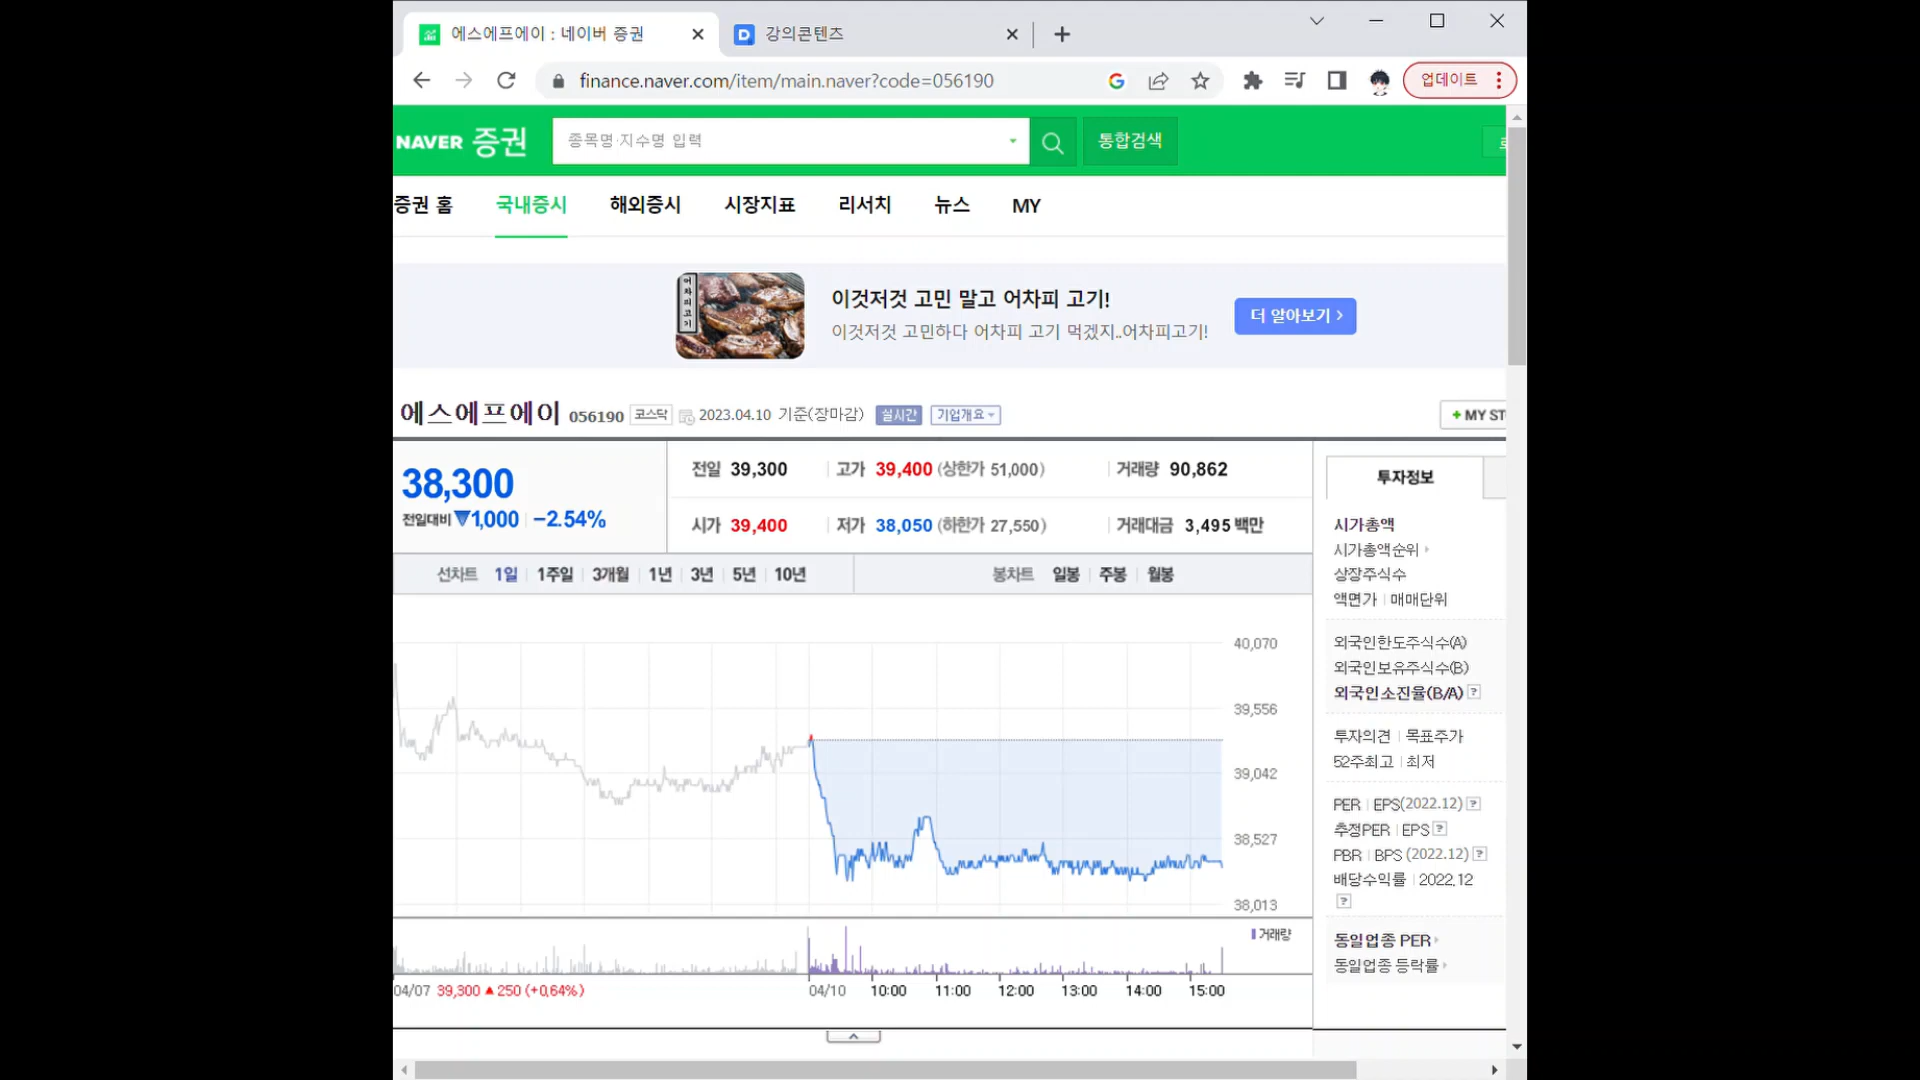 에스에프에이 : 네이버 증권
강의콘텐츠
finance.naver.com/item/main.naver?code=056190
업데이트
NAVER 증권
종목명·지수명 입력
통합검색
증권 홈 국내증시 해외증시 시장지표 리서치 뉴스 MY
어차피고기
이것저것 고민 말고 어차피 고기!
이것저것 고민하다 어차피 고기 먹겠지..어차피고기!
더 알아보기
에스에프에이 056190 코스닥 2023.04.10 기준(장마감) 실시간 기업개요
+ MY ST
38,300
전일대비 ▼1,000 -2.54%
전일 39,300 고가 39,400 (상한가 51,000) 거래량 90,862
시가 39,400 저가 38,050 (하한가 27,550) 거래대금 3,495 백만
선차트 1일 1주일 3개월 1년 3년 5년 10년
봉차트 일봉 주봉 월봉
40,070
39,556
39,042
38,527
38,013
거래량
04/07 39,300 ▲250 (+0.64%)
04/10 10:00 11:00 12:00 13:00 14:00 15:00
투자정보
시가총액
시가총액순위
상장주식수
액면가 매매단위
외국인한도주식수(A)
외국인보유주식수(B)
외국인소진율(B/A) ?
투자의견 목표주가
52주최고 최저
PER EPS(2022.12) ?
추정PER EPS ?
PBR BPS (2022.12) ?
배당수익률 2022.12
?
동일업종 PER
동일업종 등락률